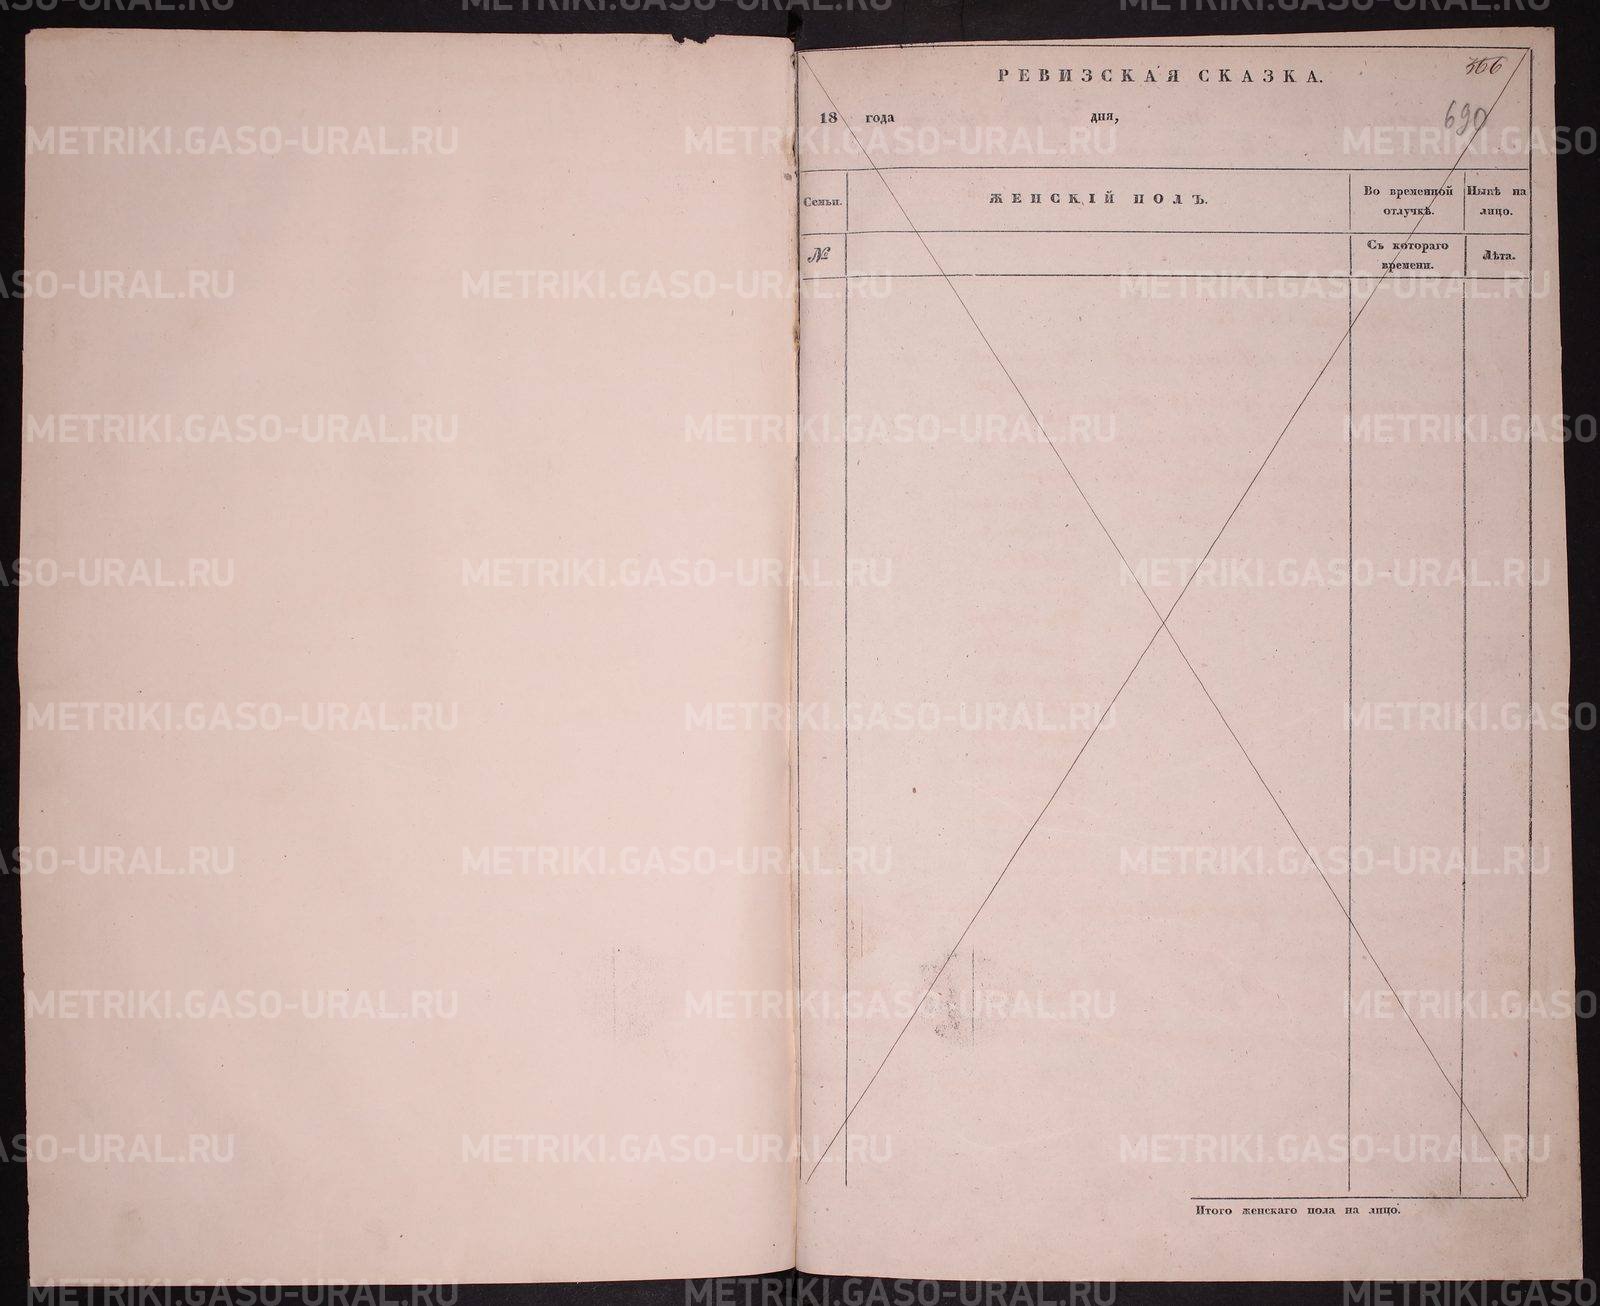 РЕВИЗСКАЯ СКАЗКА.
366
690
18 года дня,
Семьи.
ЖЕНСКІЙ ПОЛЪ.
Во временной
отлучкѣ.
Нынѣ на
лицо.
№
Съ котораго
времени.
Лѣта.
Итого женскаго пола на лицо.
METRIKI.GASO-URAL.RU